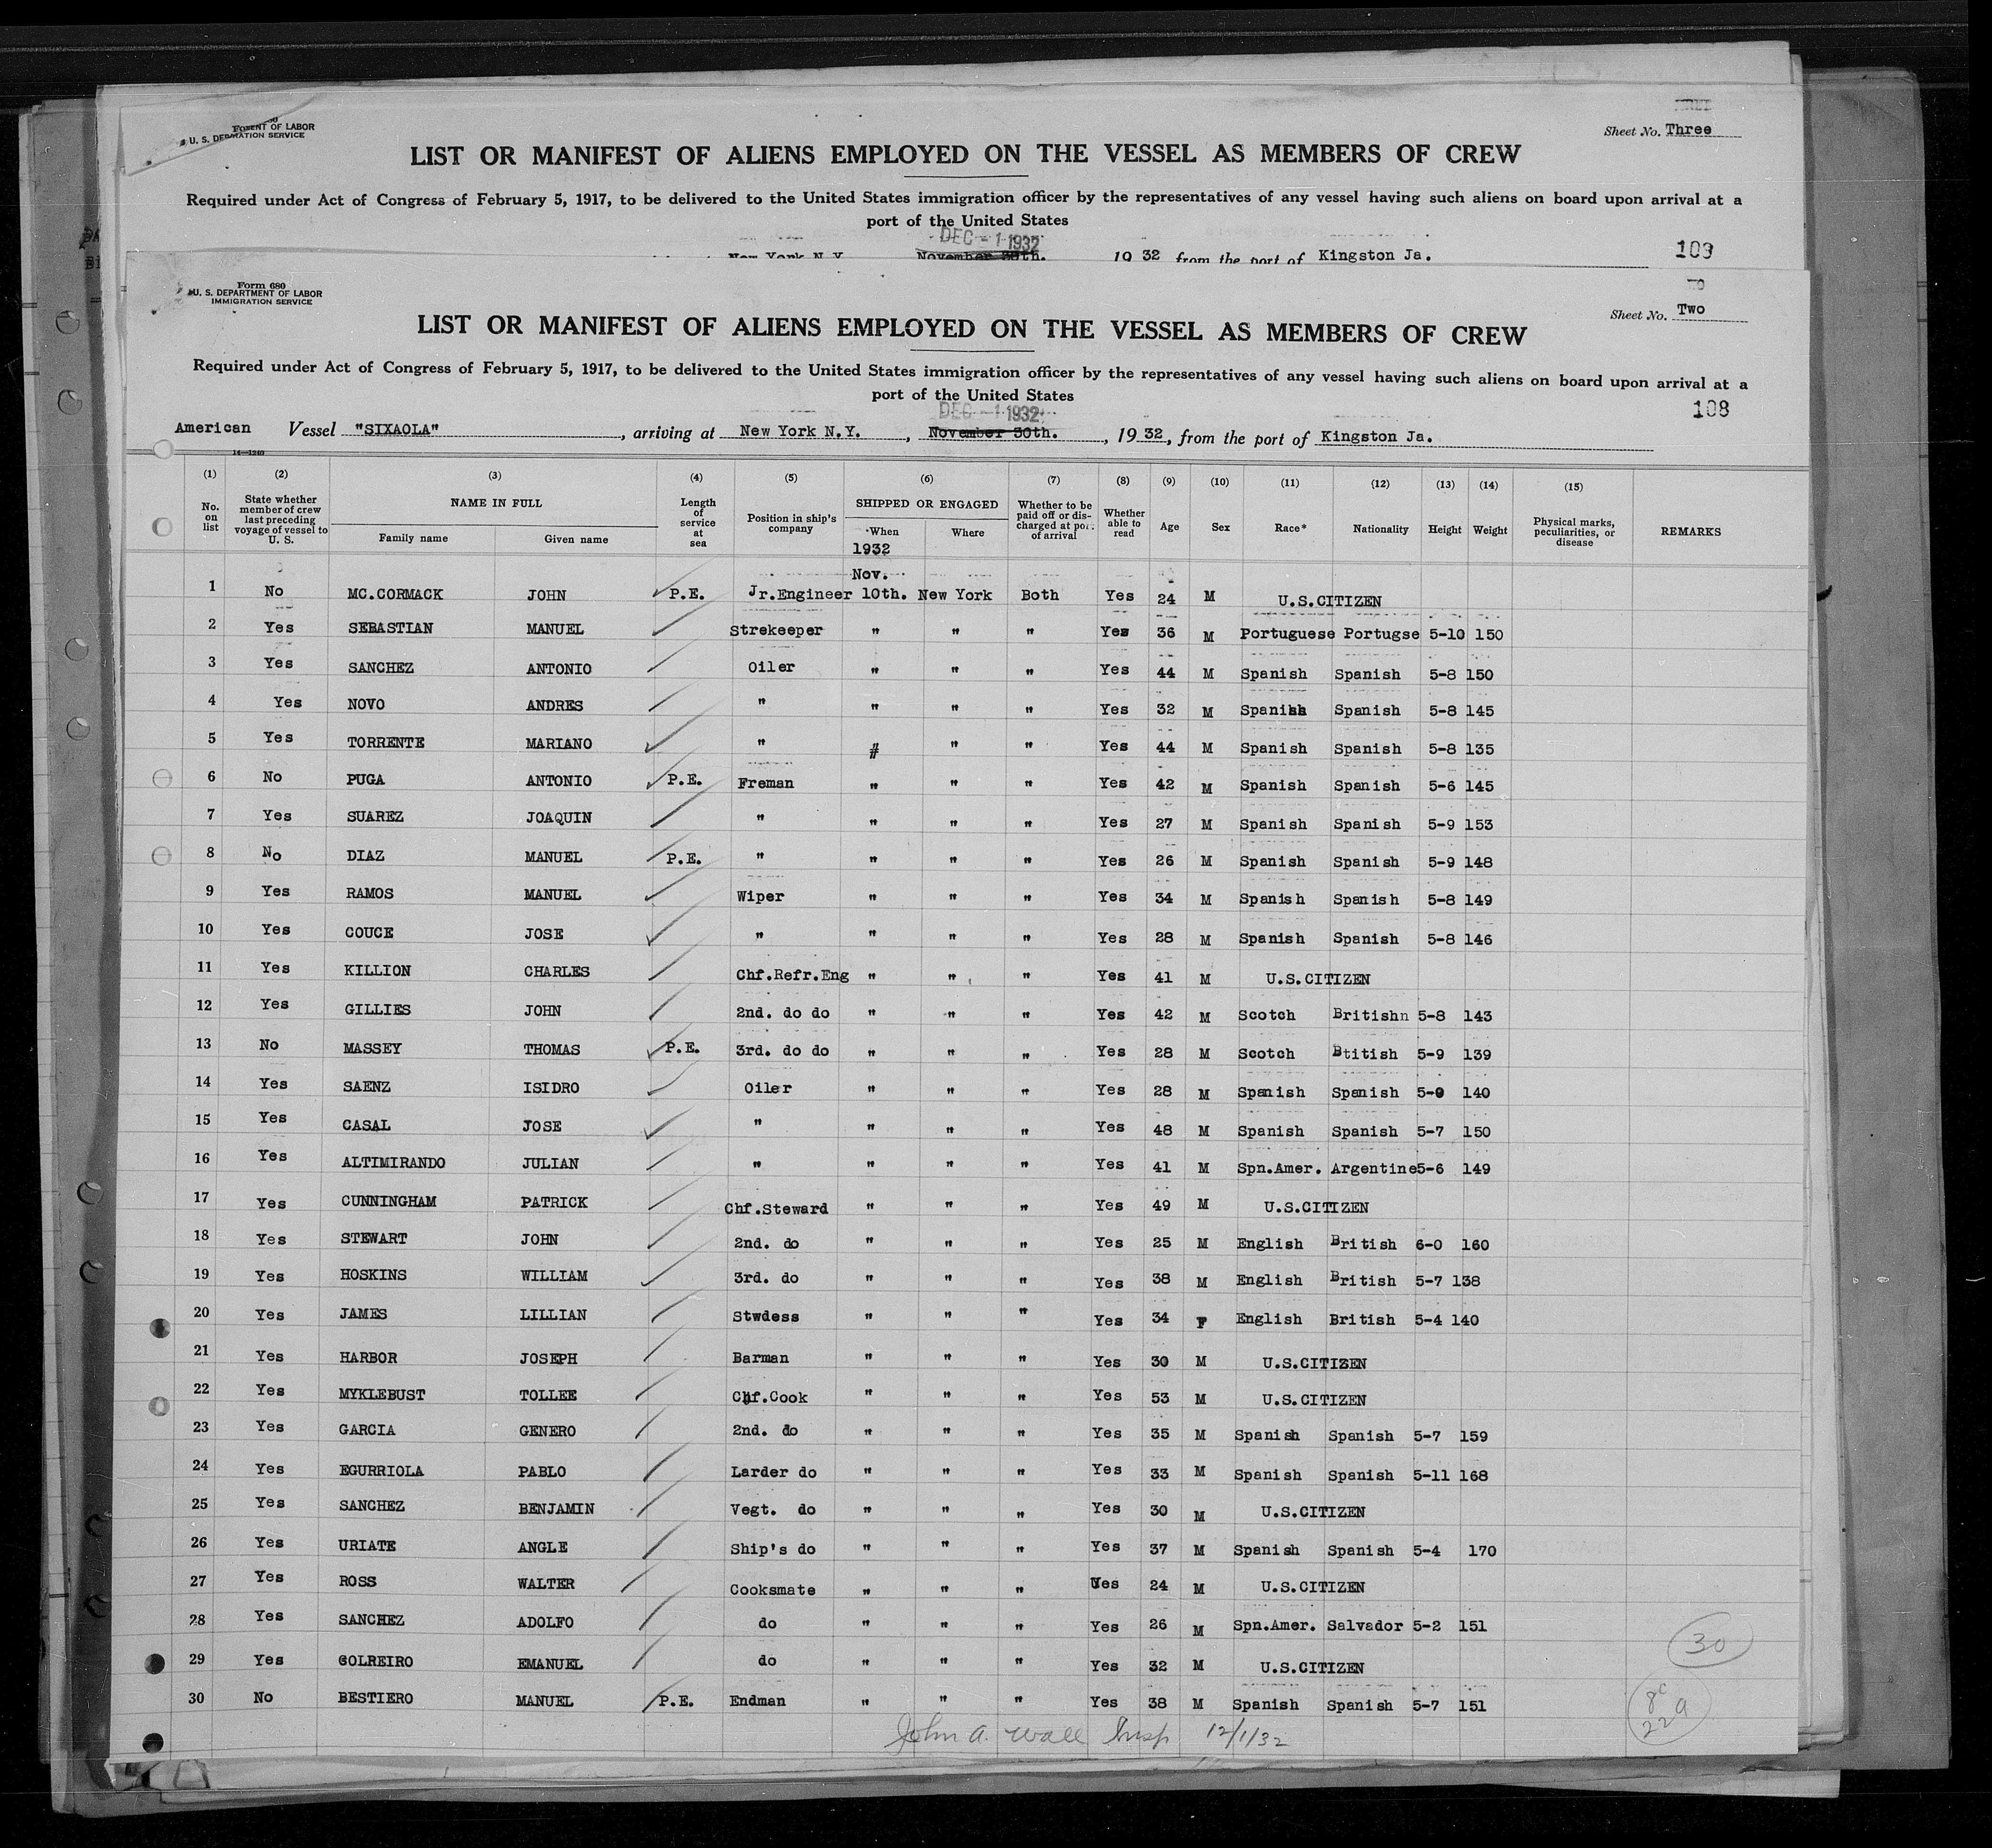 U. S. DEPARTMENT OF LABOR
Sheet No. Three
LIST OR MANIFEST OF ALIENS EMPLOYED ON THE VESSEL AS MEMBERS OF CREW
Required under Act of Congress of February 5, 1917, to be delivered to the United States immigration officer by the representatives of any vessel having such aliens on board upon arrival at a
port of the United States
DEC - 1 1932
New York N.Y. November 30th. 19 32 from the port of Kingston Ja. 109
Form 680
U. S. DEPARTMENT OF LABOR
IMMIGRATION SERVICE
Sheet No. Two
LIST OR MANIFEST OF ALIENS EMPLOYED ON THE VESSEL AS MEMBERS OF CREW
Required under Act of Congress of February 5, 1917, to be delivered to the United States immigration officer by the representatives of any vessel having such aliens on board upon arrival at a
port of the United States
108
DEC - 1 1932
American Vessel "SIXAOLA", arriving at New York N.Y., November 30th., 19 32, from the port of Kingston Ja.
14—1240
(1) (2) (3) (4) (5) (6) (7) (8) (9) (10) (11) (12) (13) (14) (15)
No. on list State whether member of crew last preceding voyage of vessel to U. S. NAME IN FULL Family name Given name Length of service at sea Position in ship's company SHIPPED OR ENGAGED When Where Whether to be paid off or discharged at port of arrival Whether able to read Age Sex Race* Nationality Height Weight Physical marks, peculiarities, or disease REMARKS
1932
Nov.
1 No MC.CORMACK JOHN P.E. Jr.Engineer 10th. New York Both Yes 24 M U.S.CITIZEN
2 Yes SEBASTIAN MANUEL Strekeeper " " " Yes 36 M Portuguese Portugse 5-10 150
3 Yes SANCHEZ ANTONIO Oiler " " " Yes 44 M Spanish Spanish 5-8 150
4 Yes NOVO ANDRES " " " " Yes 32 M Spanish Spanish 5-8 145
5 Yes TORRENTE MARIANO " # " " Yes 44 M Spanish Spanish 5-8 135
6 No PUGA ANTONIO P.E. Freman " " " Yes 42 M Spanish Spanish 5-6 145
7 Yes SUAREZ JOAQUIN " " " " Yes 27 M Spanish Spanish 5-9 153
8 No DIAZ MANUEL P.E. " " " " Yes 26 M Spanish Spanish 5-9 148
9 Yes RAMOS MANUEL Wiper " " " Yes 34 M Spanish Spanish 5-8 149
10 Yes COUCE JOSE " " " " Yes 28 M Spanish Spanish 5-8 146
11 Yes KILLION CHARLES Chf.Refr.Eng " " " Yes 41 M U.S.CITIZEN
12 Yes GILLIES JOHN 2nd. do do " " " Yes 42 M Scotch Britishn 5-8 143
13 No MASSEY THOMAS P.E. 3rd. do do " " " Yes 28 M Scotch Btitish 5-9 139
14 Yes SAENZ ISIDRO Oiler " " " Yes 28 M Spanish Spanish 140
15 Yes CASAL JOSE " " " " Yes 48 M Spanish Spanish 5-7 150
16 Yes ALTIMIRANDO JULIAN " " " " Yes 41 M Spn.Amer. Argentine 5-6 149
17 Yes CUNNINGHAM PATRICK Chf.Steward " " " Yes 49 M U.S.CITIZEN
18 Yes STEWART JOHN 2nd. do " " " Yes 25 M English British 6-0 160
19 Yes HOSKINS WILLIAM 3rd. do " " " Yes 38 M English British 5-7 138
20 Yes JAMES LILLIAN Stwdess " " " Yes 34 F English British 5-4 140
21 Yes HARBOR JOSEPH Barman " " " Yes 30 M U.S.CITIZEN
22 Yes MYKLEBUST TOLLEE Chf.Cook " " " Yes 53 M U.S.CITIZEN
23 Yes GARCIA GENERO 2nd. do " " " Yes 35 M Spanish Spanish 5-7 159
24 Yes EGURRIOLA PABLO Larder do " " " Yes 33 M Spanish Spanish 5-11 168
25 Yes SANCHEZ BENJAMIN Vegt. do " " " Yes 30 M U.S.CITIZEN
26 Yes URIATE ANGLE Ship's do " " " Yes 37 M Spanish Spanish 5-4 170
27 Yes ROSS WALTER Cooksmate " " " Yes 24 M U.S.CITIZEN
28 Yes SANCHEZ ADOLFO do " " " Yes 26 M Spn.Amer. Salvador 5-2 151
29 Yes GOLREIRO EMANUEL do " " " Yes 32 M U.S.CITIZEN
30 No BESTIERO MANUEL P.E. Endman " " " Yes 38 M Spanish Spanish 5-7 151
30
8c
22a
John A. Wall Insp 12/1/32